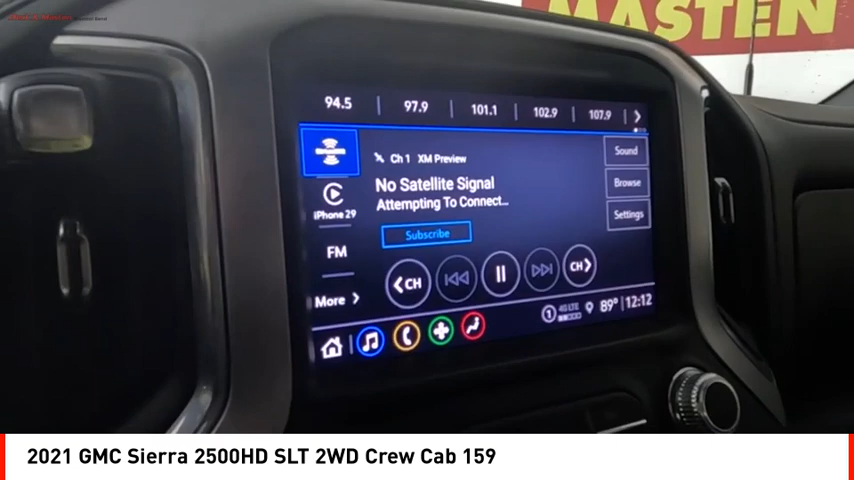 MASTEN
94.5 97.9 101.1 102.9 107.9
Ch 1 XM Preview
No Satellite Signal
Attempting To Connect...
Subscribe
Sound
Browse
Settings
iPhone 29
FM
More
CH
CH
1 4G LTE 89° 12:12
2021 GMC Sierra 2500HD SLT 2WD Crew Cab 159